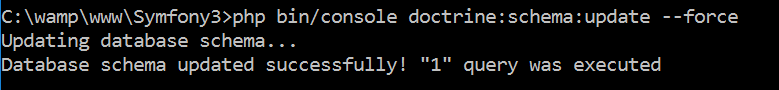 C:\wamp\www\Symfony3>php bin/console doctrine:schema:update --force
Updating database schema...
Database schema updated successfully! "1" query was executed